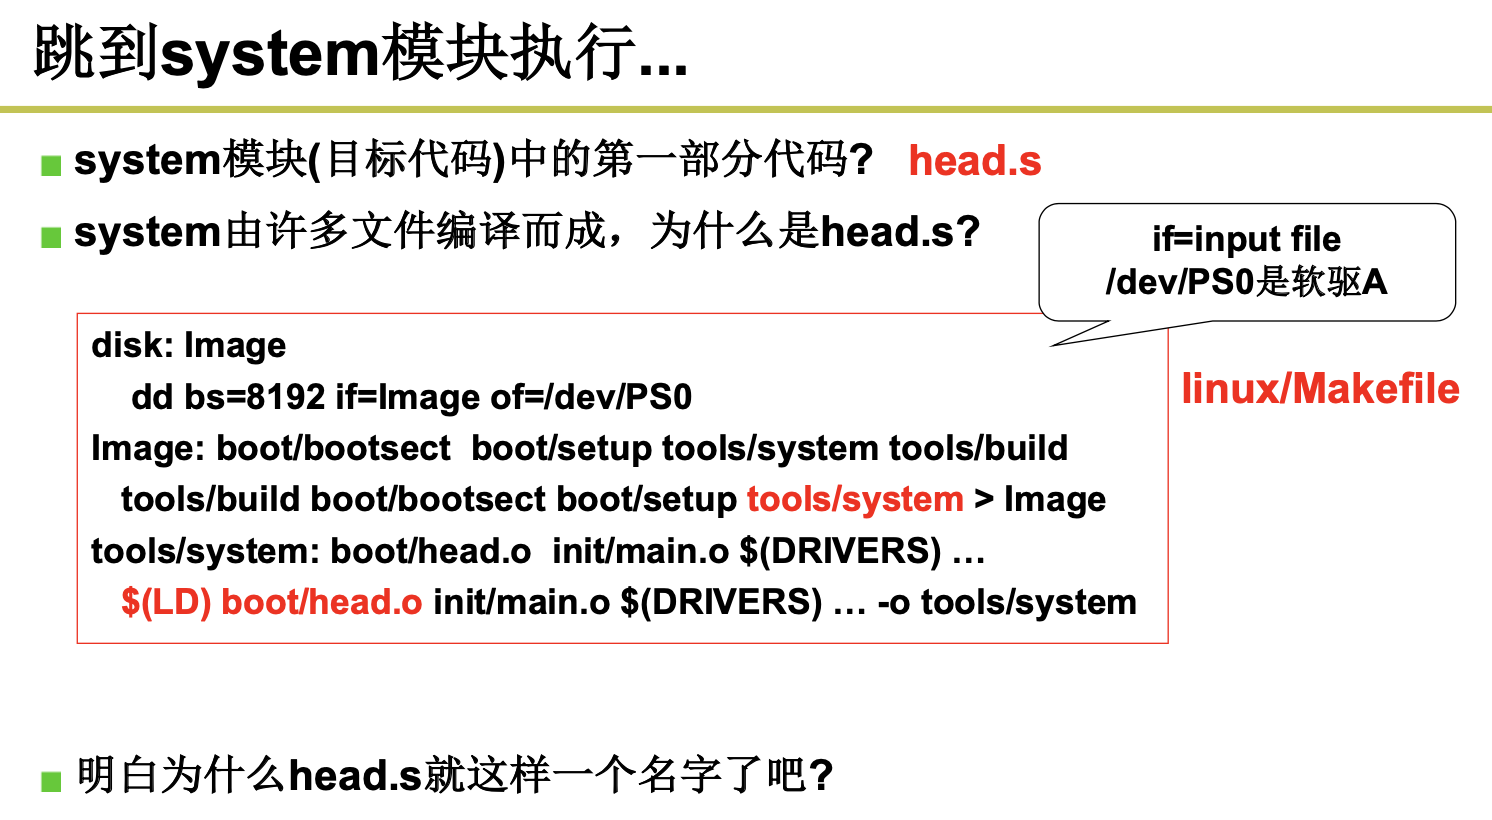 跳到system模块执行...
system模块(目标代码)中的第一部分代码? head.s
system由许多文件编译而成，为什么是head.s?
if=input file
/dev/PS0是软驱A
disk: Image
dd bs=8192 if=Image of=/dev/PS0
linux/Makefile
Image: boot/bootsect  boot/setup tools/system tools/build
tools/build boot/bootsect boot/setup tools/system > Image
tools/system: boot/head.o  init/main.o $(DRIVERS) …
$(LD) boot/head.o init/main.o $(DRIVERS) … -o tools/system
明白为什么head.s就这样一个名字了吧?